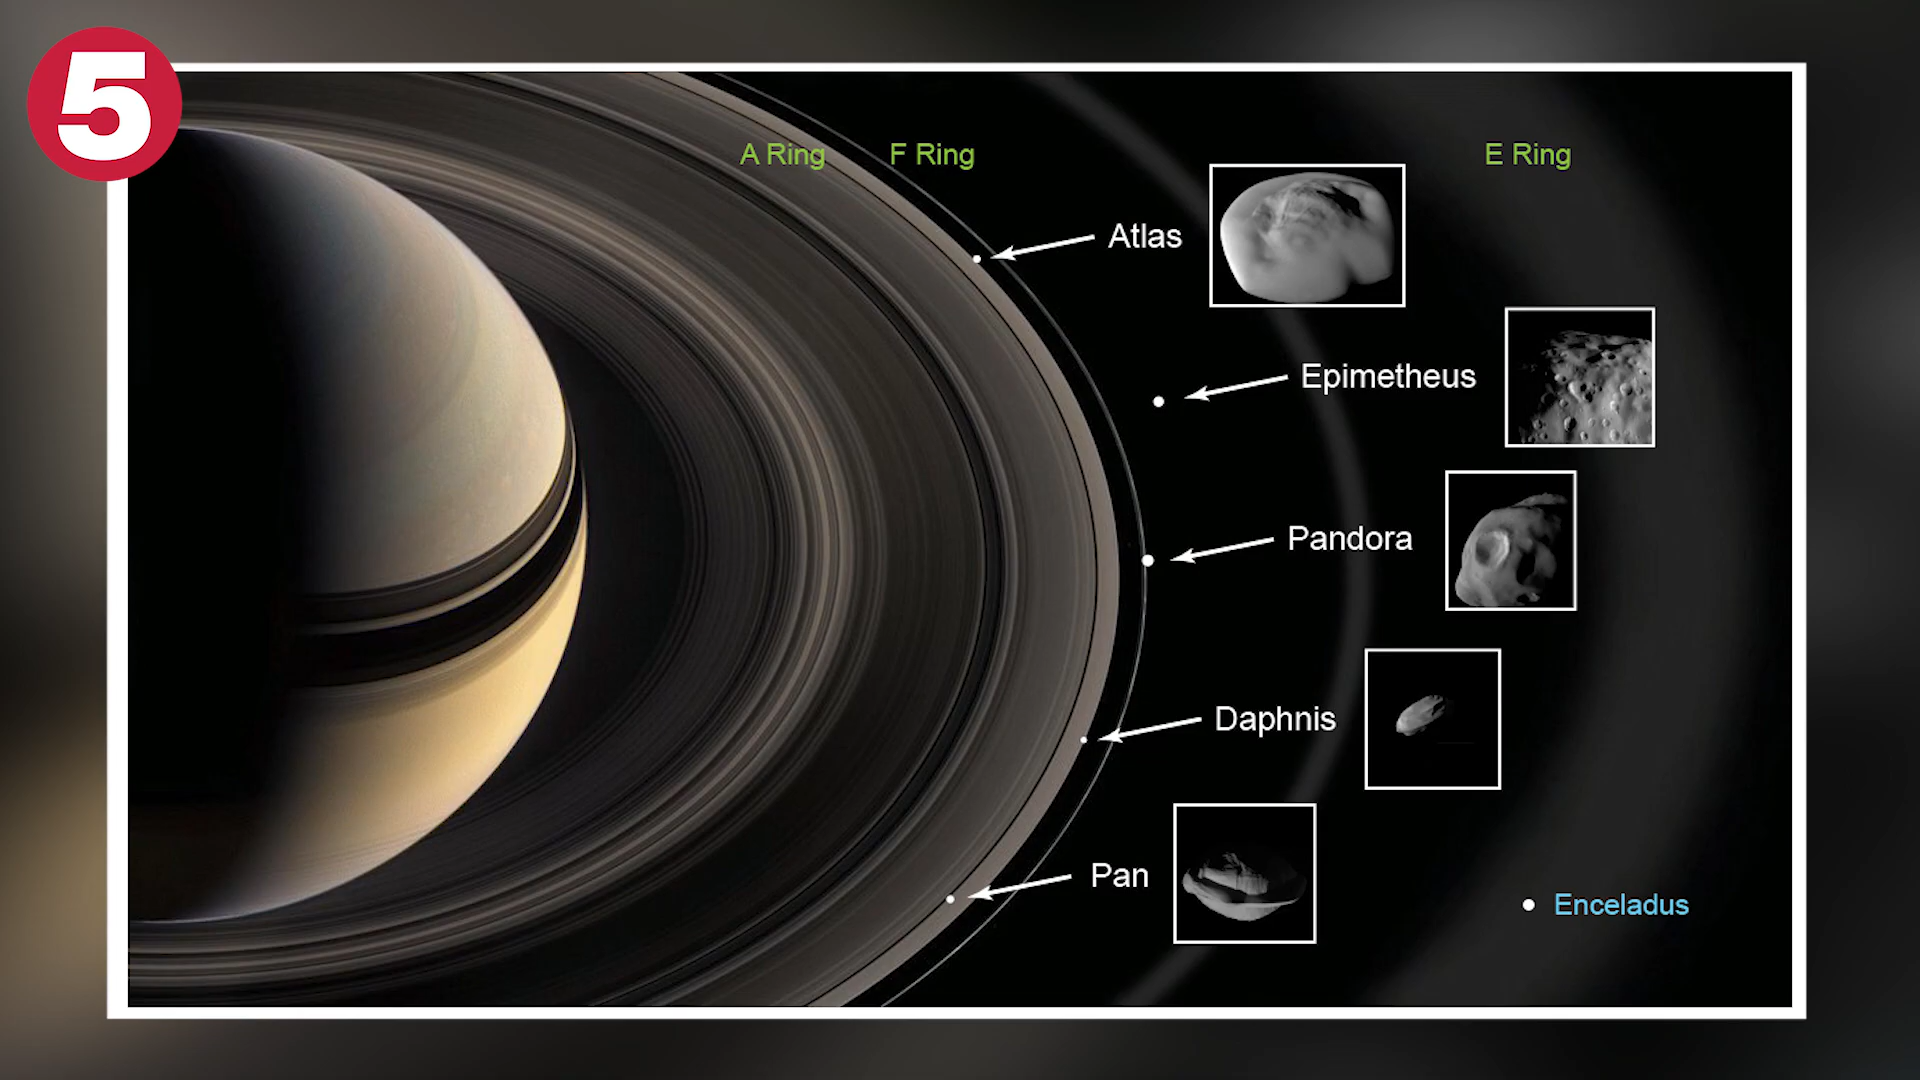 5
A Ring
F Ring
E Ring
Atlas
Epimetheus
Pandora
Daphnis
Pan
Enceladus